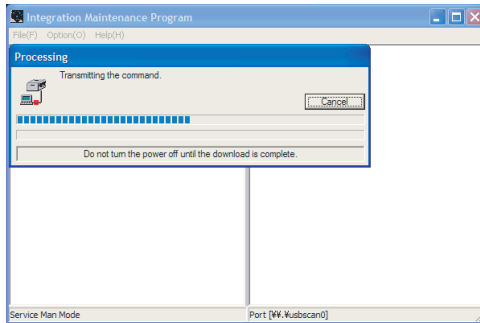 Integration Maintenance Program
File(F) Option(O) Help(H)
Processing
Transmitting the command.
Cancel
Do not turn the power off until the download is complete.
Service Man Mode Port [¥¥.¥usbscan0]